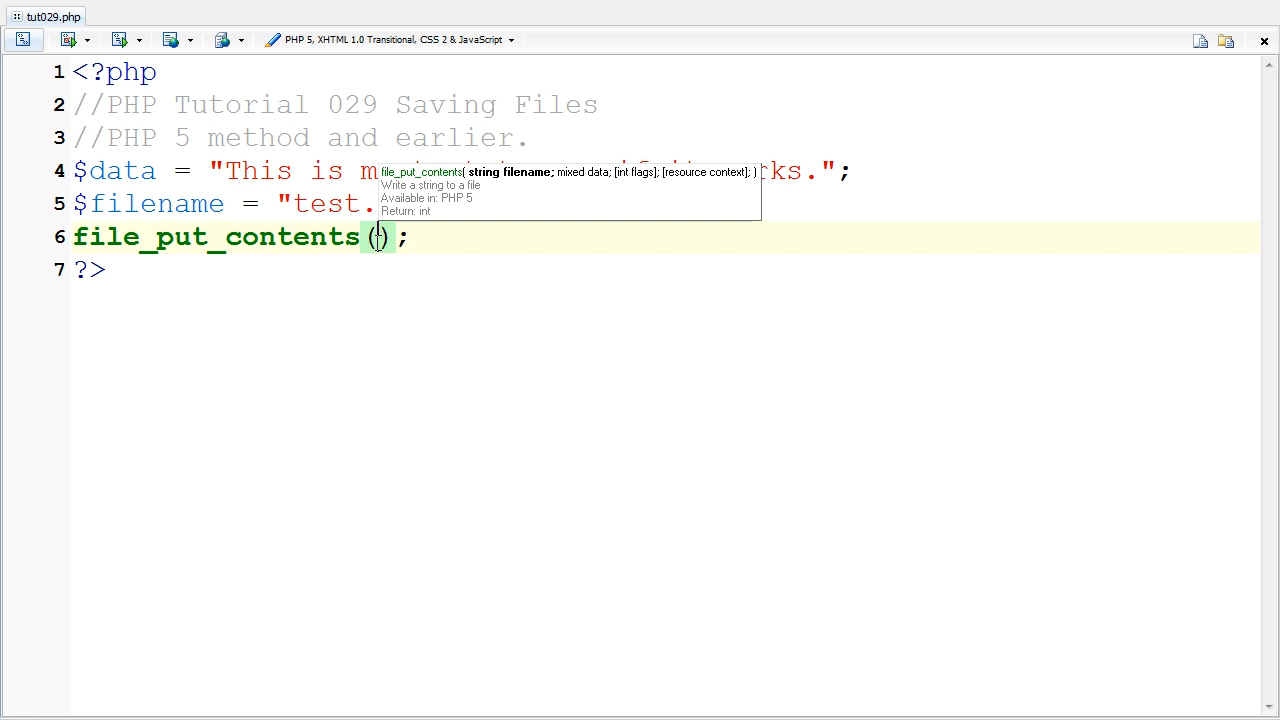 tut029.php
PHP 5, XHTML 1.0 Transitional, CSS 2 & JavaScript
1 <?php
2 //PHP Tutorial 029 Saving Files
3 //PHP 5 method and earlier.
4 $data = "This is m rks.";
5 $filename = "test.
file_put_contents( string filename; mixed data; [int flags]; [resource context]; )
Write a string to a file
Available in: PHP 5
Return: int
6 file_put_contents();
7 ?>